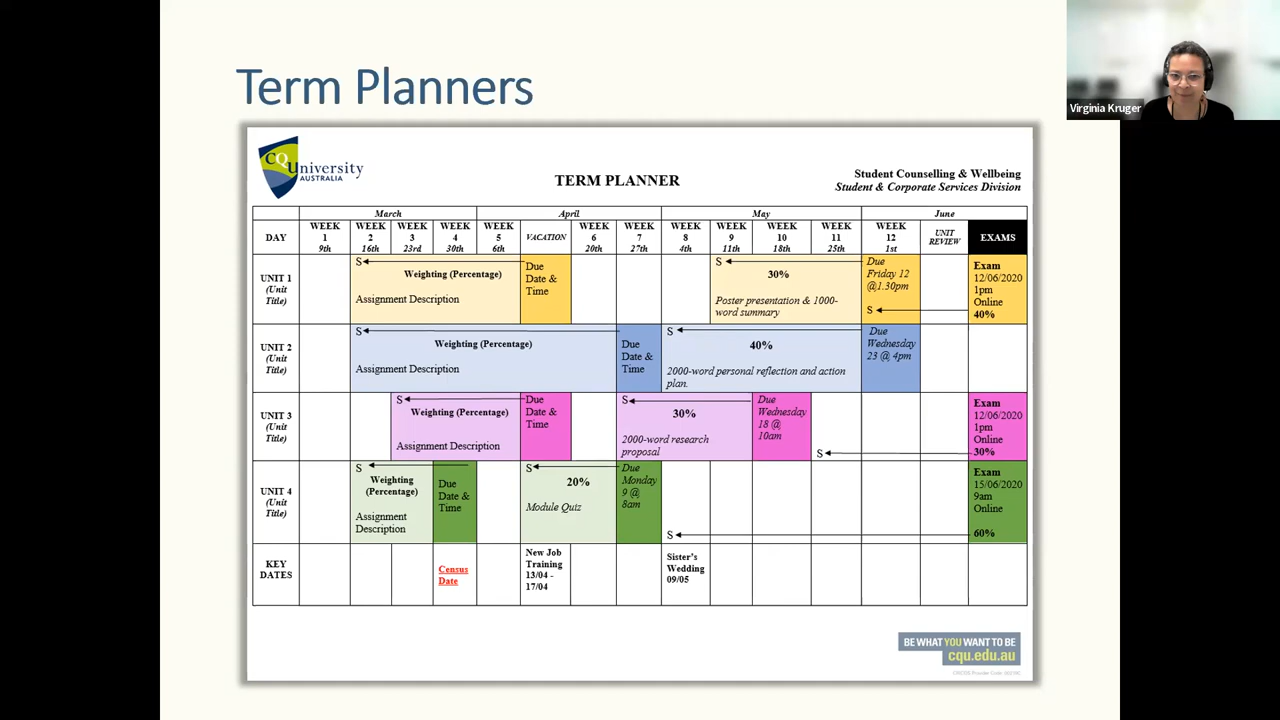 Term Planners
Virginia Kruger
CQUniversity
AUSTRALIA
TERM PLANNER
Student Counselling & Wellbeing
Student & Corporate Services Division
March
April
May
June
DAY
WEEK
1
9th
WEEK
2
16th
WEEK
3
23rd
WEEK
4
30th
WEEK
5
6th
VACATION
WEEK
6
20th
WEEK
7
27th
WEEK
8
4th
WEEK
9
11th
WEEK
10
18th
WEEK
11
25th
WEEK
12
1st
UNIT
REVIEW
EXAMS
UNIT 1
(Unit
Title)
S
Weighting (Percentage)
Assignment Description
Due
Date &
Time
S
30%
Poster presentation & 1000-
word summary
Due
Friday 12
@1.30pm
S
Exam
12/06/2020
1pm
Online
40%
UNIT 2
(Unit
Title)
S
Weighting (Percentage)
Assignment Description
Due
Date &
Time
S
40%
2000-word personal reflection and action
plan.
Due
Wednesday
23 @ 4pm
UNIT 3
(Unit
Title)
S
Weighting (Percentage)
Assignment Description
Due
Date &
Time
S
30%
2000-word research
proposal
Due
Wednesday
18 @
10am
S
Exam
12/06/2020
1pm
Online
30%
UNIT 4
(Unit
Title)
S
Weighting
(Percentage)
Assignment
Description
Due
Date &
Time
S
20%
Module Quiz
Due
Monday
9 @
8am
S
Exam
15/06/2020
9am
Online
60%
KEY
DATES
Census
Date
New Job
Training
13/04 -
17/04
Sister's
Wedding
09/05
BE WHAT YOU WANT TO BE
cqu.edu.au